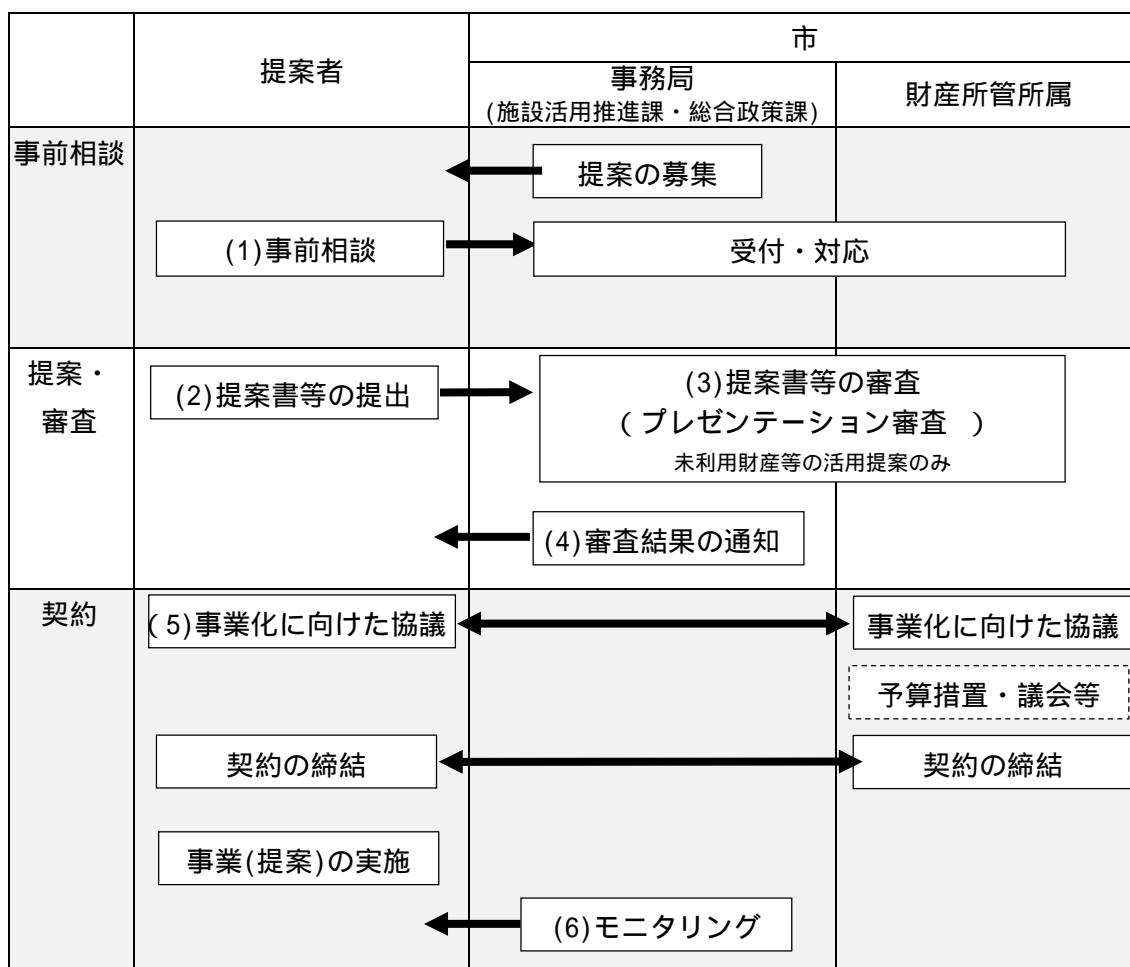 提案者
市
事務局
(施設活用推進課・総合政策課)
財産所管所属
事前相談
提案の募集
(1)事前相談
受付・対応
提案・
審査
(2)提案書等の提出
(3)提案書等の審査
(プレゼンテーション審査 )
未利用財産等の活用提案のみ
(4)審査結果の通知
契約
(5)事業化に向けた協議
事業化に向けた協議
予算措置・議会等
契約の締結
契約の締結
事業(提案)の実施
(6)モニタリング